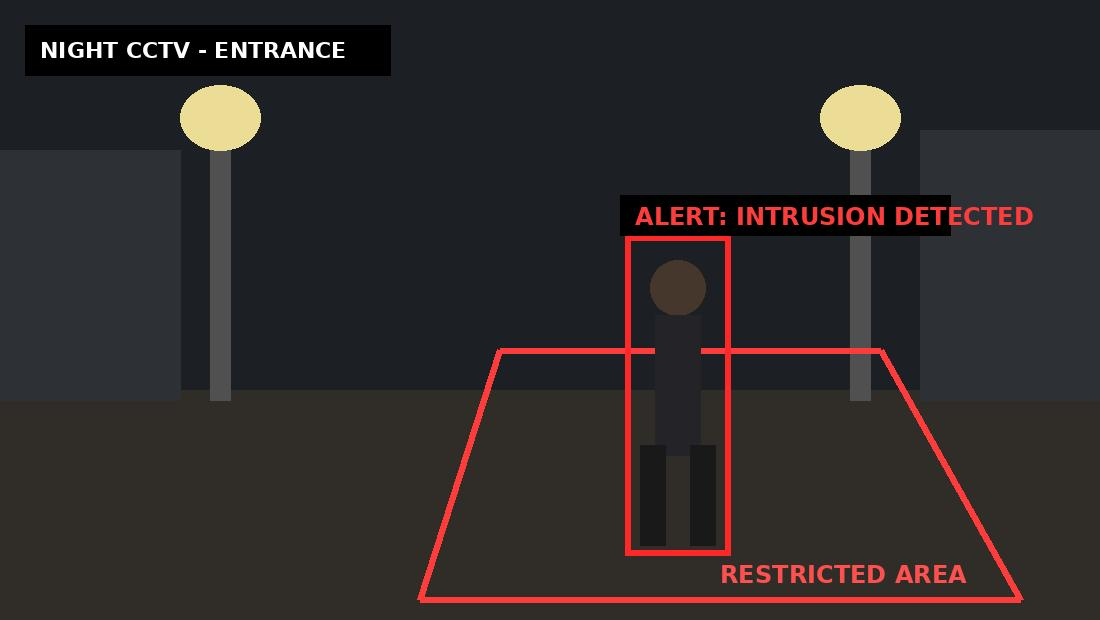 NIGHT CCTV - ENTRANCE
ALERT: INTRUSION DETECTED
RESTRICTED AREA